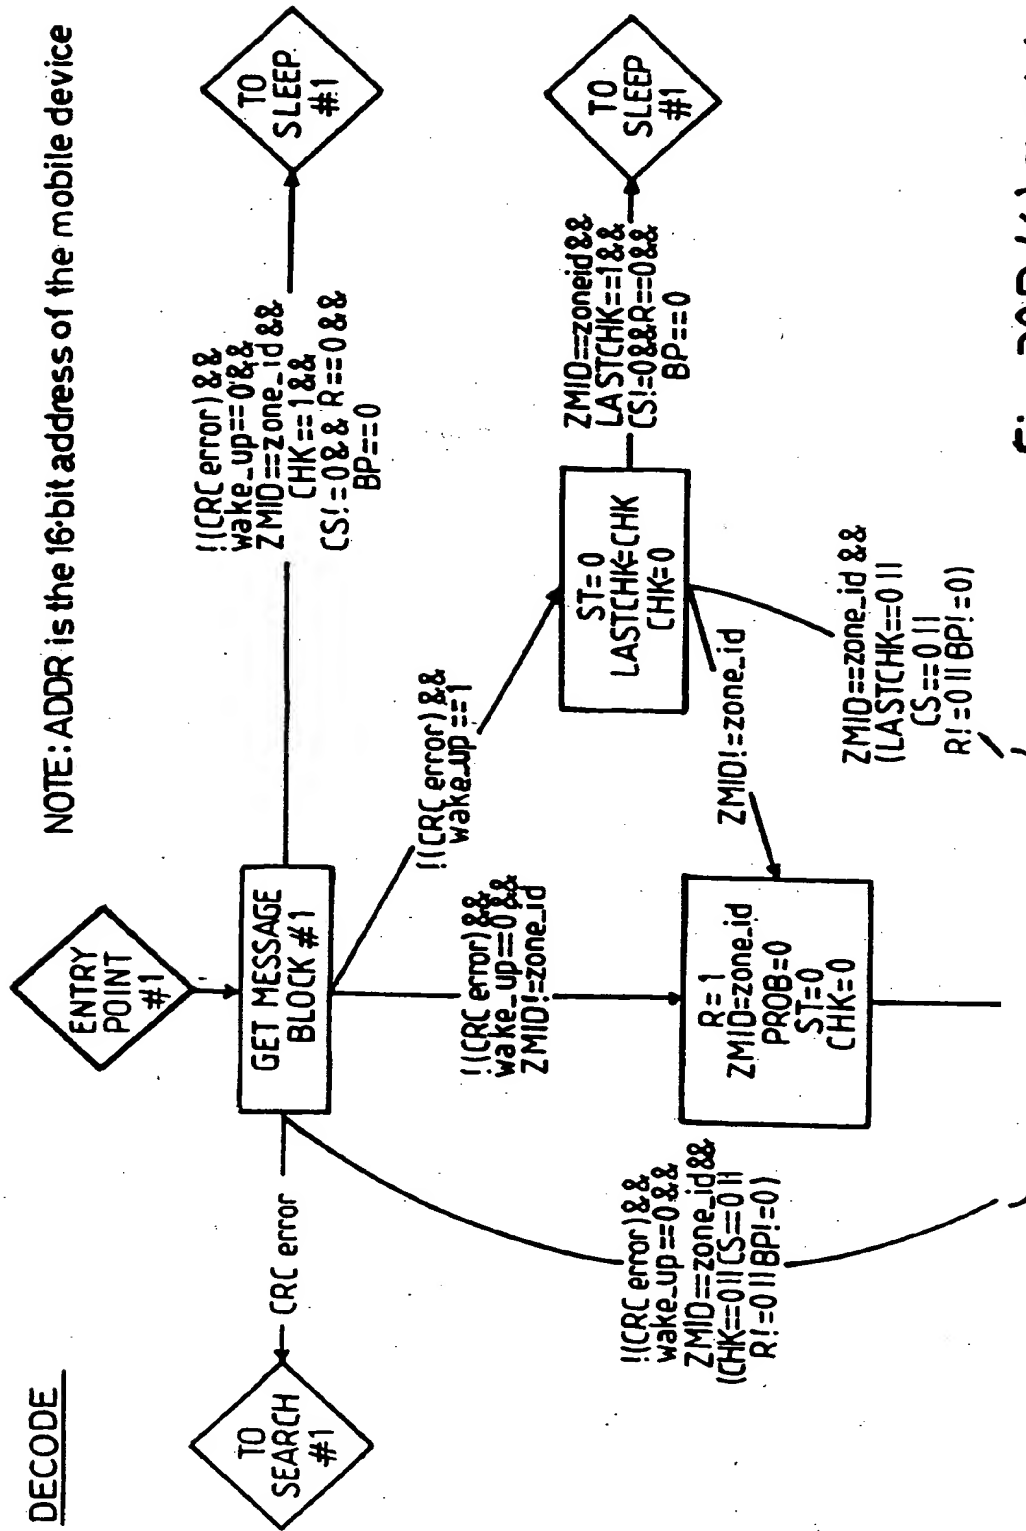 DECODE
NOTE: ADDR is the 16-bit address of the mobile device
ENTRY
POINT
#1
GET MESSAGE
BLOCK #1
TO
SEARCH
#1
CRC error
!(CRC error) &&
wake_up==0 &&
ZMID==zone_id &&
CHK==1 &&
CS!=0 && R==0 &&
BP==0
TO
SLEEP
#1
!(CRC error) &&
wake_up==1
!(CRC error) &&
wake_up==0 &&
ZMID!=zone_id
!(CRC error) &&
wake_up==0 &&
ZMID==zone_id &&
(CHK==0 || CS==0 ||
R!=0 || BP!=0)
ST=0
LASTCHK=CHK
CHK=0
ZMID==zoneid &&
LASTCHK==1 &&
CS!=0 && R==0 &&
BP==0
TO
SLEEP
#1
ZMID!=zone_id
ZMID==zone_id &&
(LASTCHK==0 ||
CS==0 ||
R!=0 || BP!=0)
R=1
ZMID=zone_id
PROB=0
ST=0
CHK=0